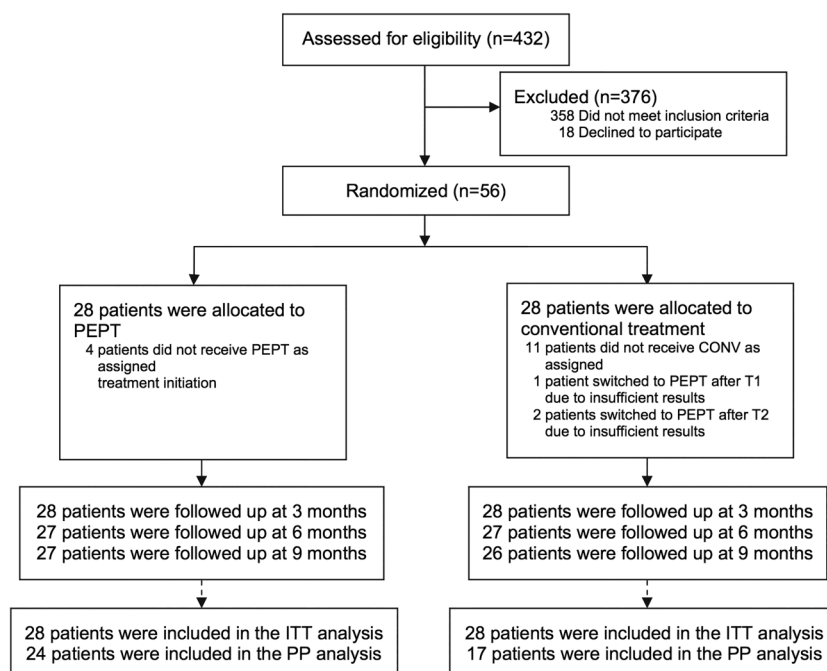 Assessed for eligibility (n=432)
Excluded (n=376)
358 Did not meet inclusion criteria
18 Declined to participate
Randomized (n=56)
28 patients were allocated to
PEPT
4 patients did not receive PEPT as
assigned
treatment initiation
28 patients were allocated to
conventional treatment
11 patients did not receive CONV as
assigned
1 patient switched to PEPT after T1
due to insufficient results
2 patients switched to PEPT after T2
due to insufficient results
28 patients were followed up at 3 months
27 patients were followed up at 6 months
27 patients were followed up at 9 months
28 patients were followed up at 3 months
27 patients were followed up at 6 months
26 patients were followed up at 9 months
28 patients were included in the ITT analysis
24 patients were included in the PP analysis
28 patients were included in the ITT analysis
17 patients were included in the PP analysis